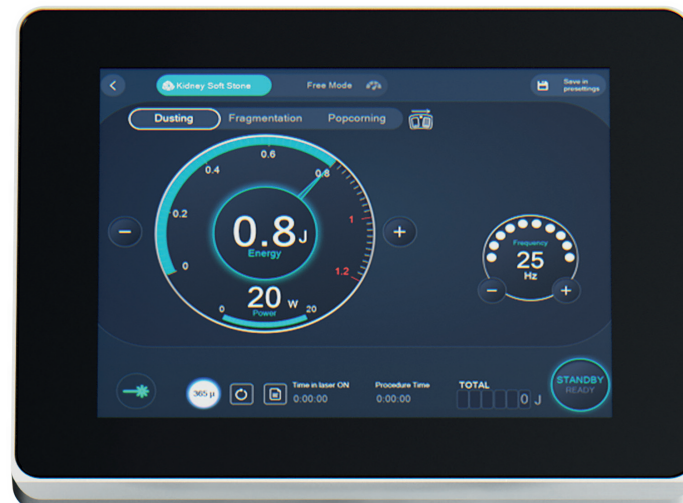 Kidney Soft Stone
Free Mode
Save in
presettings
Dusting
Fragmentation
Popcorning
0
0.2
0.4
0.6
0.8
1
1.2
0.8 J
Energy
20 W
Power
0
20
Frequency
25
Hz
365 µ
Time in laser ON
0:00:00
Procedure Time
0:00:00
TOTAL
0 J
STANDBY
READY